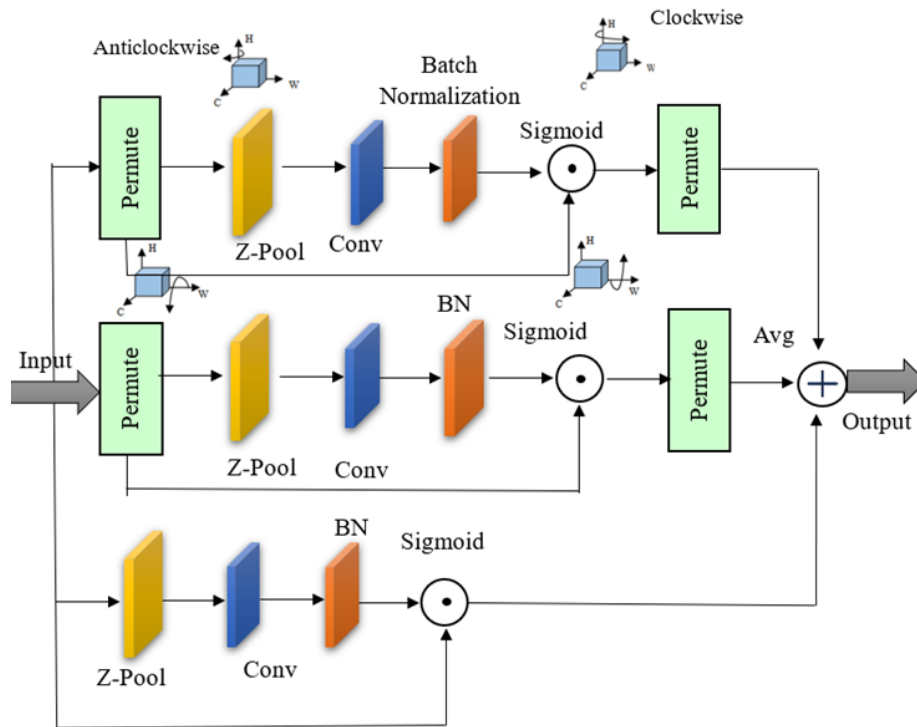 Anticlockwise
H
W
C
Clockwise
H
W
C
Batch
Normalization
Sigmoid
Permute
Permute
Z-Pool
Conv
H
W
C
H
W
C
BN
Sigmoid
Avg
Input
Permute
Permute
Output
Z-Pool
Conv
BN
Sigmoid
Z-Pool
Conv